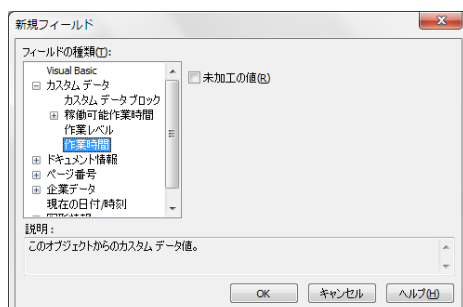 新規フィールド
フィールドの種類(T):
Visual Basic
カスタム データ
カスタム データ ブロック
稼働可能作業時間
作業レベル
作業時間
ドキュメント情報
ページ番号
企業データ
現在の日付/時刻
未加工の値(R)
説明:
このオブジェクトからのカスタム データ値。
OK
キャンセル
ヘルプ(H)